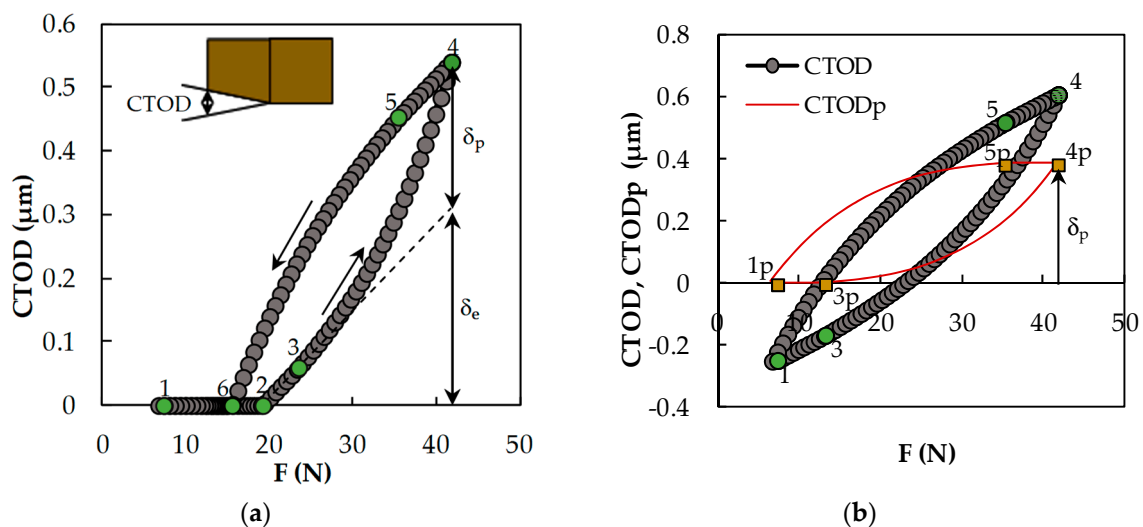 0.6
0.5
0.4
0.3
0.2
0.1
0
CTOD (µm)
CTOD
4
5
δp
δe
3
1
6
2
0 10 20 30 40 50
F (N)
(a)
0.8
0.6
0.4
0.2
0
-0.2
-0.4
CTOD, CTODp (µm)
CTOD
CTODp
4
5
5p
4p
δp
1p
3p
3
1
0 10 20 30 40 50
F (N)
(b)